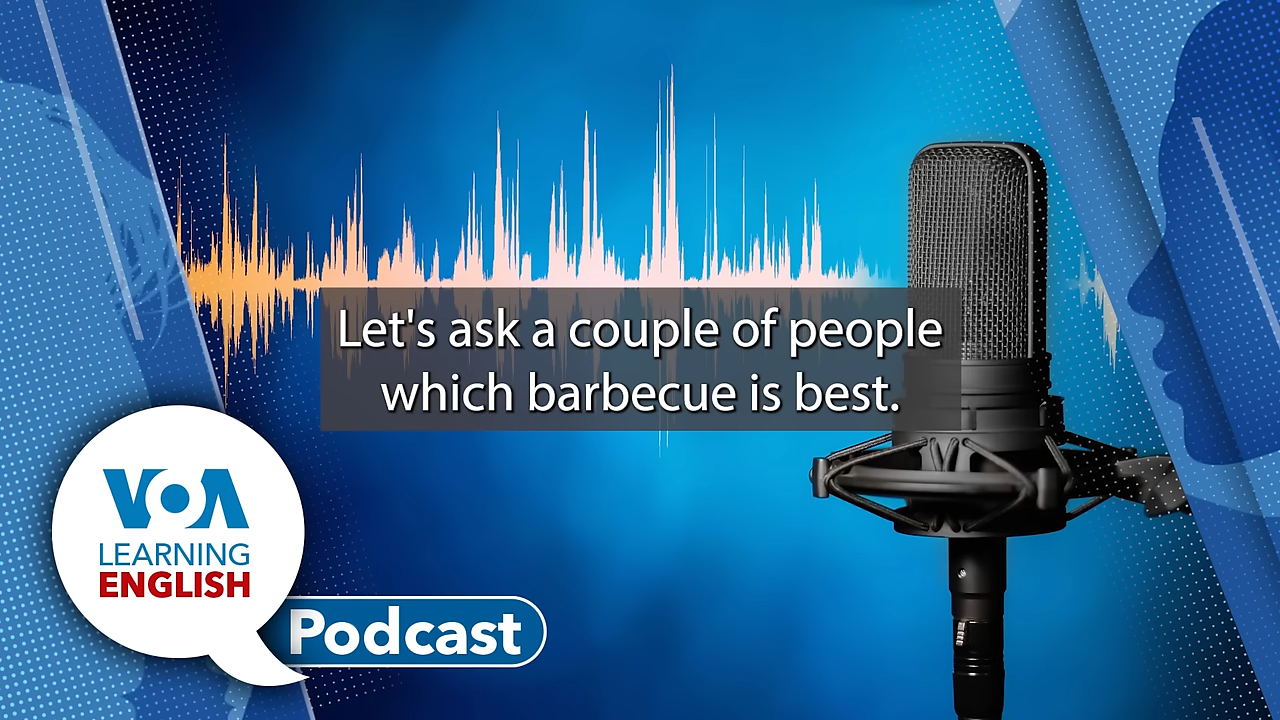 Let's ask a couple of people
which barbecue is best.
VOA
LEARNING
ENGLISH
Podcast